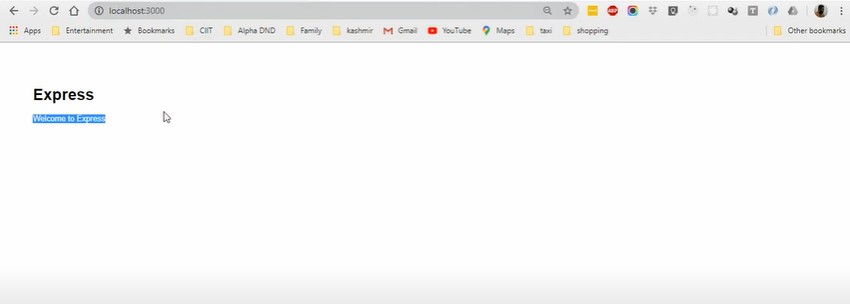 localhost:3000
Apps Entertainment Bookmarks CIIT Alpha DND Family kashmir Gmail YouTube Maps taxi shopping Other bookmarks
Express
Welcome to Express